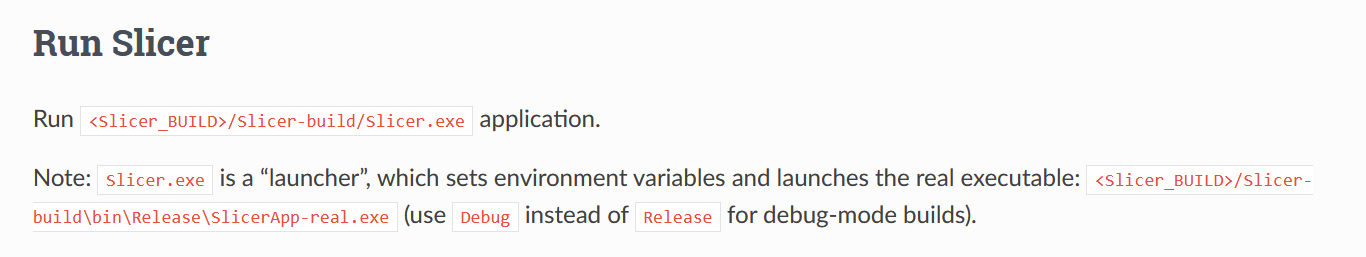 Run Slicer
Run <Slicer_BUILD>/Slicer-build/Slicer.exe application.
Note: Slicer.exe is a “launcher”, which sets environment variables and launches the real executable: <Slicer_BUILD>/Slicer-
build\bin\Release\SlicerApp-real.exe (use Debug instead of Release for debug-mode builds).